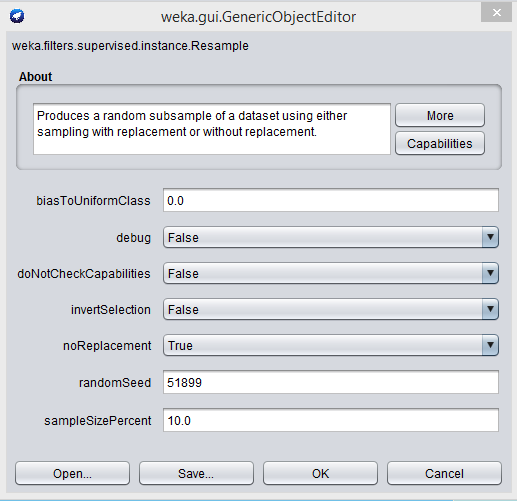 weka.gui.GenericObjectEditor
weka.filters.supervised.instance.Resample
About
Produces a random subsample of a dataset using either
sampling with replacement or without replacement.
More
Capabilities
biasToUniformClass 0.0
debug False
doNotCheckCapabilities False
invertSelection False
noReplacement True
randomSeed 51899
sampleSizePercent 10.0
Open... Save... OK Cancel